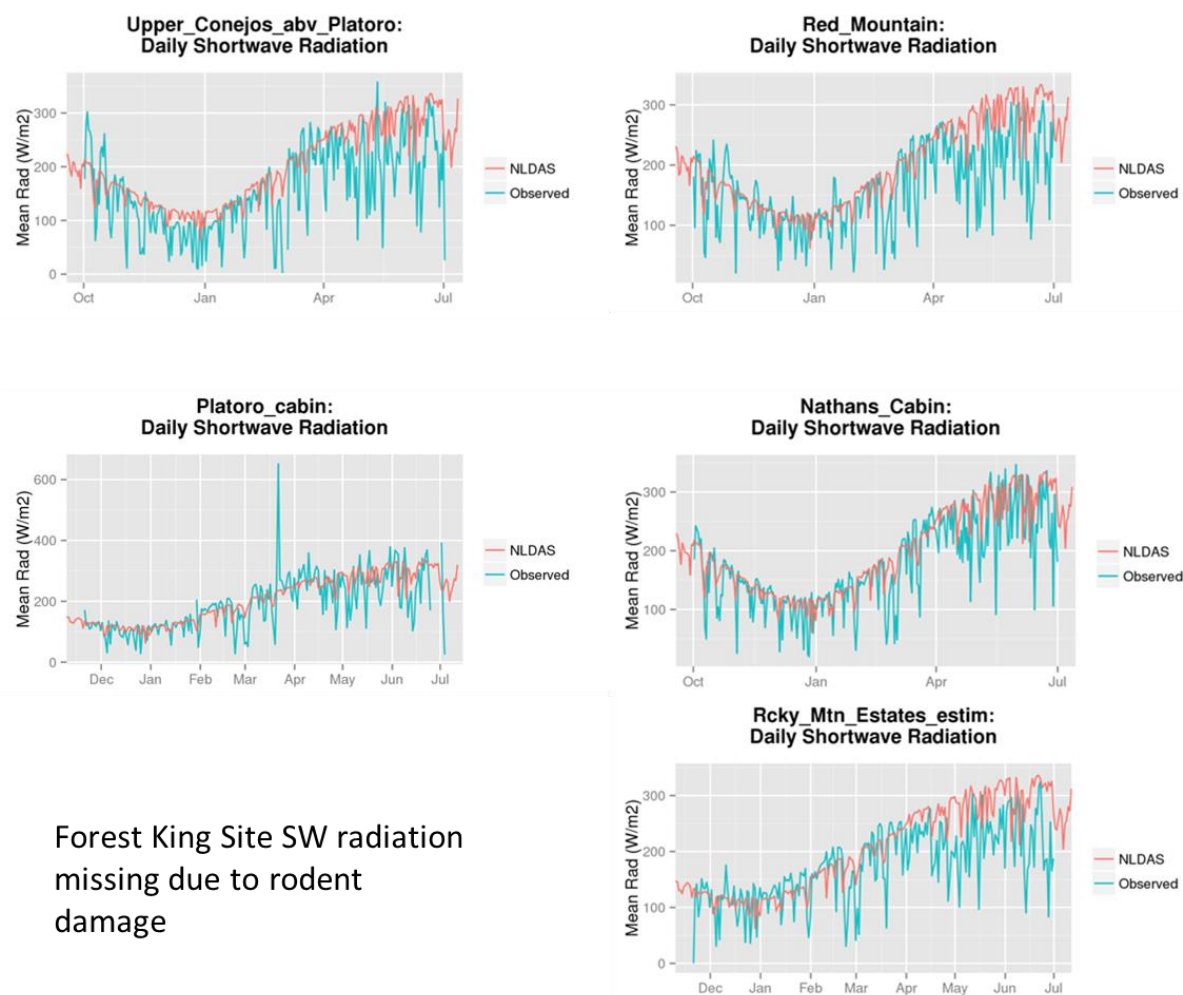 Upper_Conejos_abv_Platoro:
Daily Shortwave Radiation
Mean Rad (W/m2)
300
200
100
0
Oct
Jan
Apr
Jul
NLDAS
Observed
Red_Mountain:
Daily Shortwave Radiation
Mean Rad (W/m2)
300
200
100
Oct
Jan
Apr
Jul
NLDAS
Observed
Platoro_cabin:
Daily Shortwave Radiation
Mean Rad (W/m2)
600
400
200
0
Dec
Jan
Feb
Mar
Apr
May
Jun
Jul
NLDAS
Observed
Nathans_Cabin:
Daily Shortwave Radiation
Mean Rad (W/m2)
300
200
100
Oct
Jan
Apr
Jul
NLDAS
Observed
Forest King Site SW radiation
missing due to rodent
damage
Rcky_Mtn_Estates_estim:
Daily Shortwave Radiation
Mean Rad (W/m2)
300
200
100
0
Dec
Jan
Feb
Mar
Apr
May
Jun
Jul
NLDAS
Observed